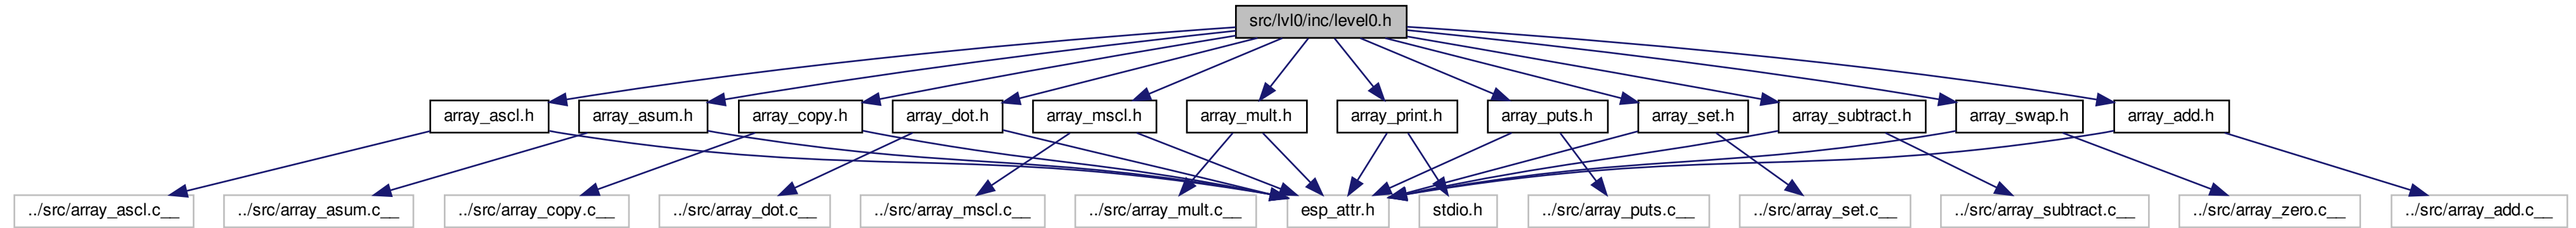 src/lvl0/inc/level0.h
array_ascl.h
array_asum.h
array_copy.h
array_dot.h
array_mscl.h
array_mult.h
array_print.h
array_puts.h
array_set.h
array_subtract.h
array_swap.h
array_add.h
../src/array_ascl.c__
../src/array_asum.c__
../src/array_copy.c__
../src/array_dot.c__
../src/array_mscl.c__
../src/array_mult.c__
esp_attr.h
stdio.h
../src/array_puts.c__
../src/array_set.c__
../src/array_subtract.c__
../src/array_zero.c__
../src/array_add.c__